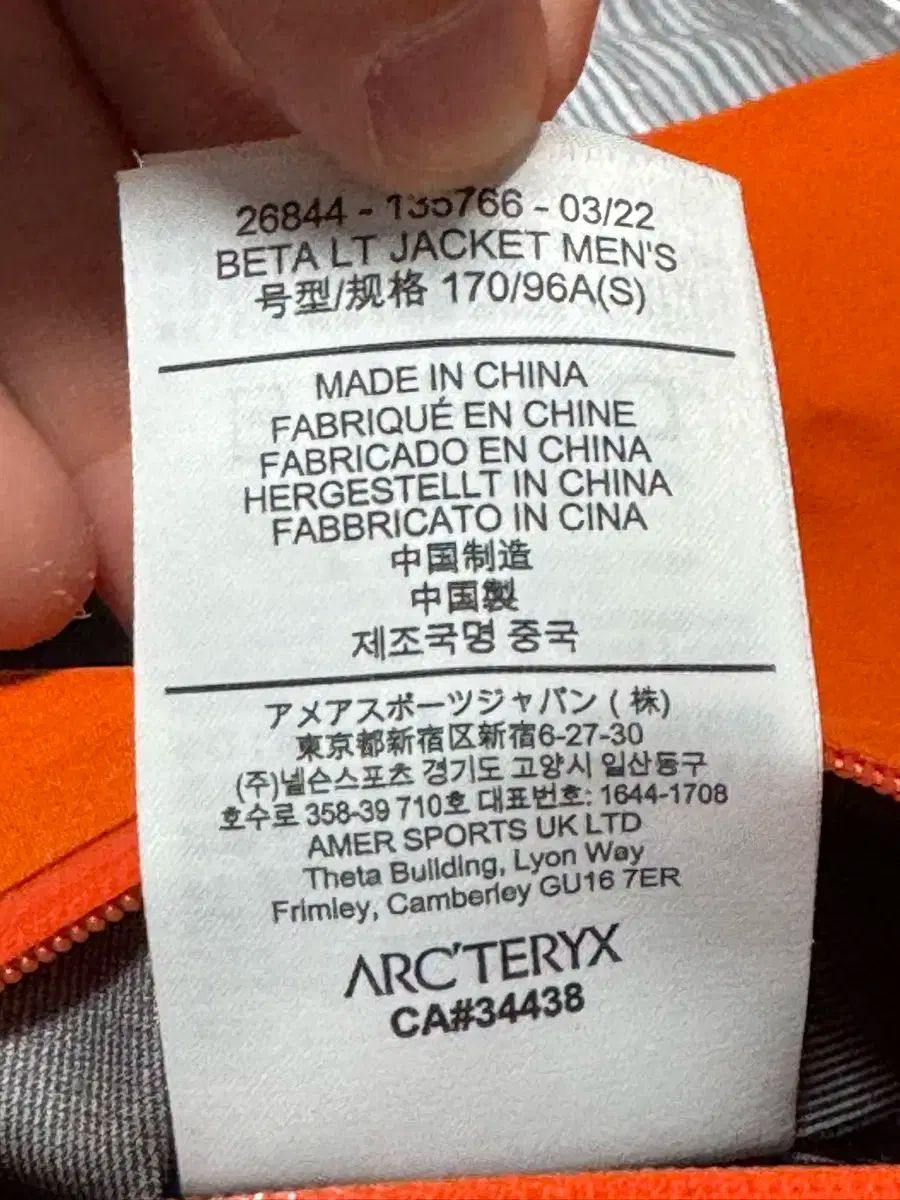 26844 - 135766 - 03/22
BETA LT JACKET MEN'S
号型/规格 170/96A(S)
MADE IN CHINA
FABRIQUÉ EN CHINE
FABRICADO EN CHINA
HERGESTELLT IN CHINA
FABBRICATO IN CINA
中国制造
中国製
제조국명 중국
アメアスポーツジャパン ( 株)
東京都新宿区新宿6-27-30
(주)넬슨스포츠 경기도 고양시 일산동구
호수로 358-39 710호 대표번호: 1644-1708
AMER SPORTS UK LTD
Theta Building, Lyon Way
Frimley, Camberley GU16 7ER
ARC'TERYX
CA#34438